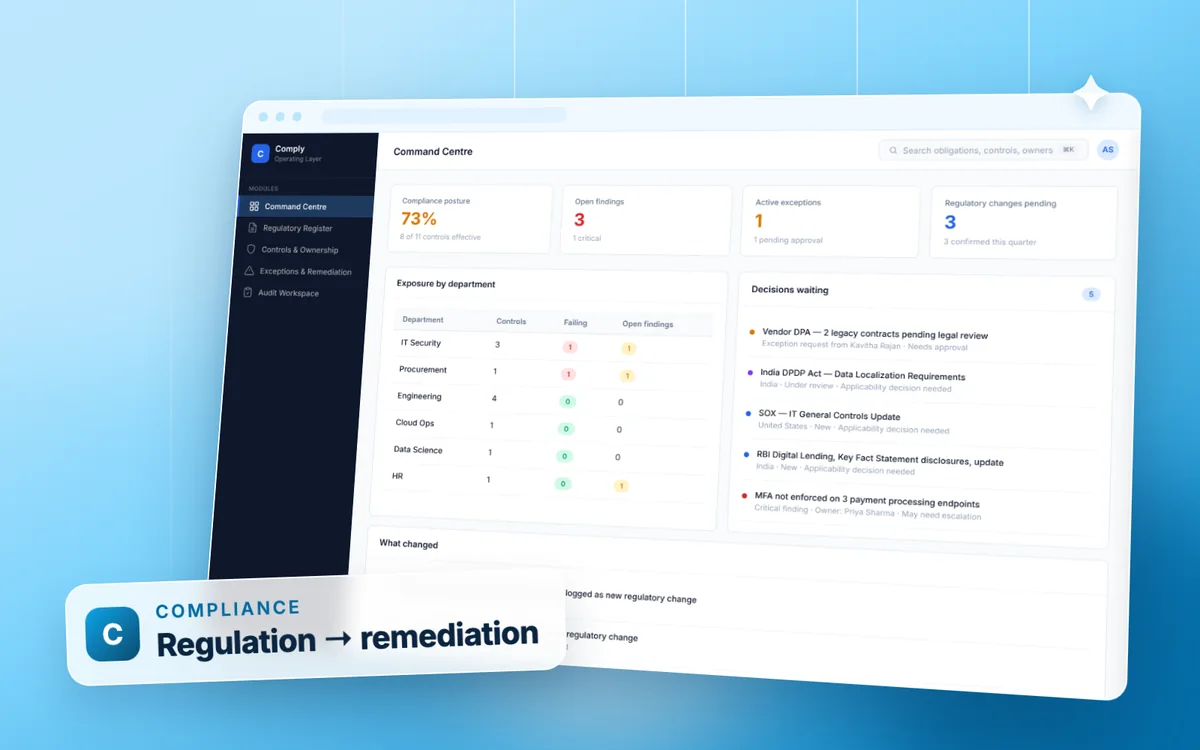 C
Comply
Operating Layer
MODULES
Command Centre
Regulatory Register
Controls & Ownership
Exceptions & Remediation
Audit Workspace
Command Centre
Search obligations, controls, owners ⌘K
AS
Compliance posture
73%
8 of 11 controls effective
Open findings
3
1 critical
Active exceptions
1
1 pending approval
Regulatory changes pending
3
3 confirmed this quarter
Exposure by department
Department Controls Failing Open findings
IT Security 3 1 1
Procurement 1 1 1
Engineering 4 0 0
Cloud Ops 1 0 0
Data Science 1 0 0
HR 1 0 1
Decisions waiting 5
Vendor DPA — 2 legacy contracts pending legal review
Exception request from Kavitha Rajan · Needs approval
India DPDP Act — Data Localization Requirements
India · Under review · Applicability decision needed
SOX — IT General Controls Update
United States · New · Applicability decision needed
RBI Digital Lending, Key Fact Statement disclosures, update
India · New · Applicability decision needed
MFA not enforced on 3 payment processing endpoints
Critical finding · Owner: Priya Sharma · May need escalation
What changed
logged as new regulatory change
regulatory change
C
COMPLIANCE
Regulation → remediation